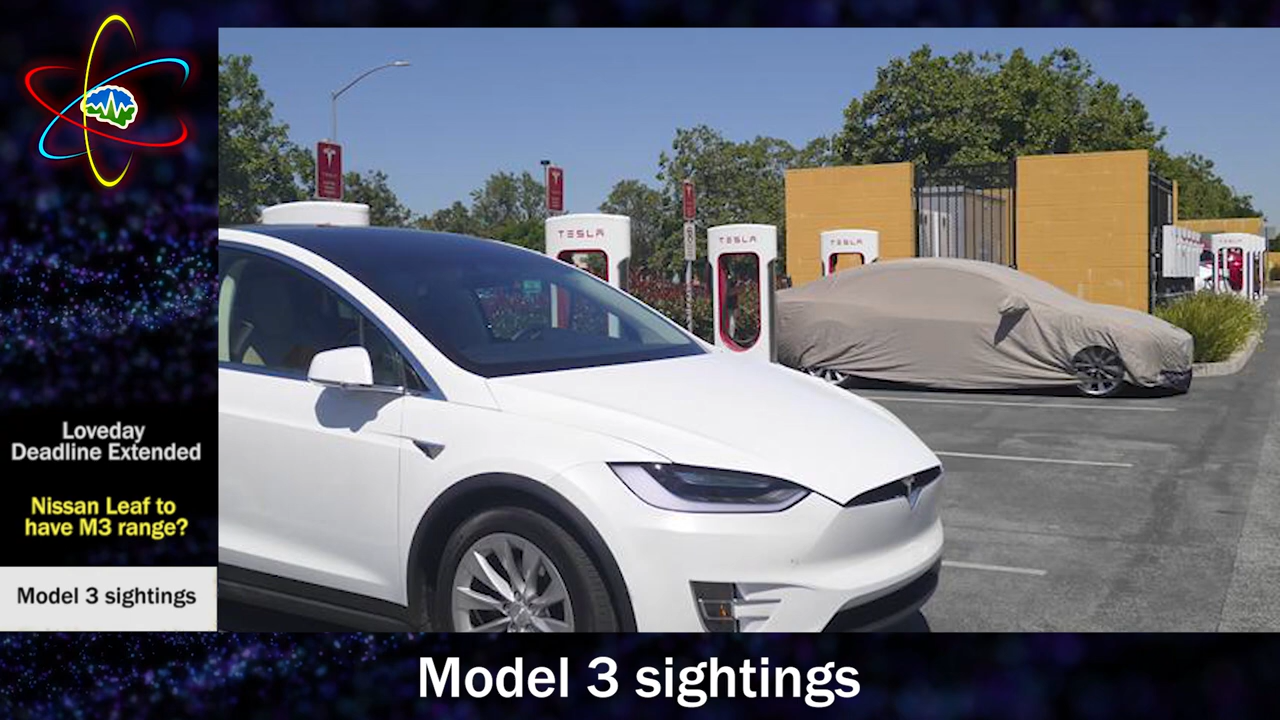 TESLA
TESLA
TESLA
Loveday
Deadline Extended
Nissan Leaf to
have M3 range?
Model 3 sightings
Model 3 sightings